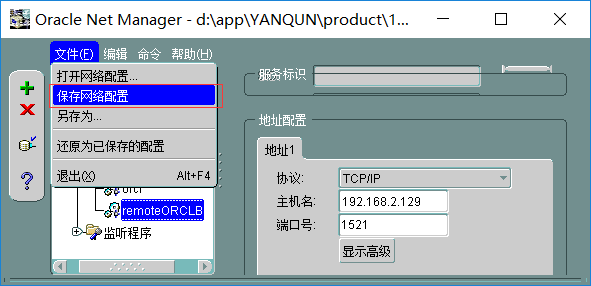 Oracle Net Manager - d:\app\YANQUN\product\1...
文件(F) 编辑 命令 帮助(H)
打开网络配置...
保存网络配置
另存为...
还原为已保存的配置
退出(X) Alt+F4
orcl
remoteORCLB
监听程序
服务标识
地址配置
地址1
协议: TCP/IP
主机名: 192.168.2.129
端口号: 1521
显示高级